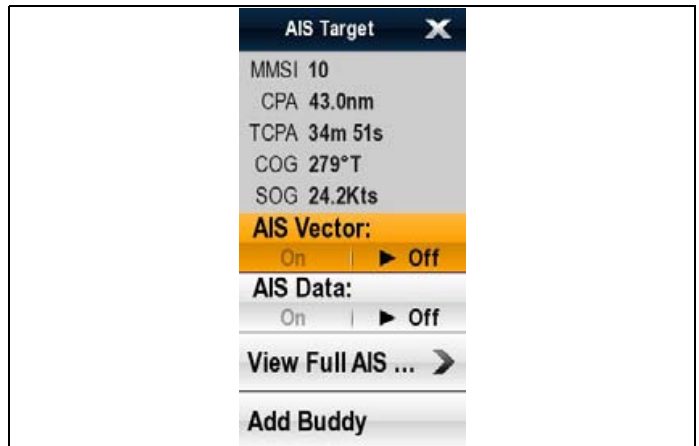 AIS Target X
MMSI 10
CPA 43.0nm
TCPA 34m 51s
COG 279°T
SOG 24.2Kts
AIS Vector:
On | ► Off
AIS Data:
On | ► Off
View Full AIS ...
Add Buddy